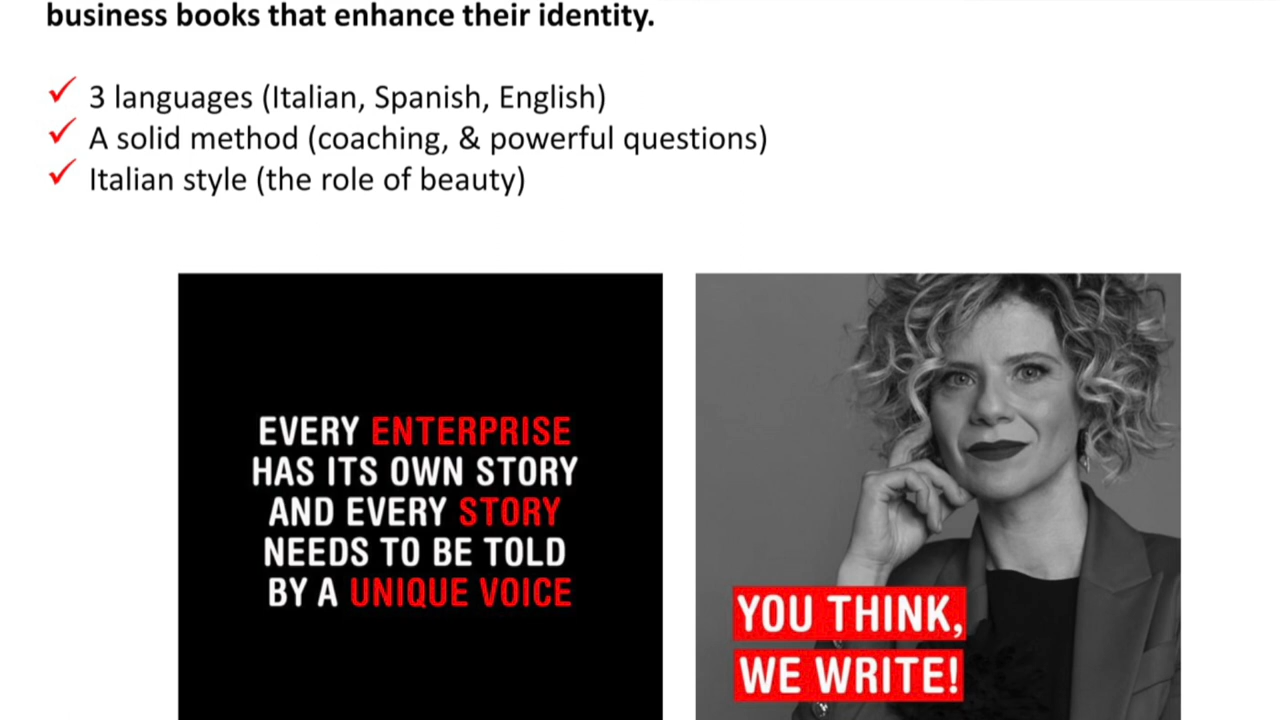 business books that enhance their identity.
3 languages (Italian, Spanish, English)
A solid method (coaching, & powerful questions)
Italian style (the role of beauty)
EVERY ENTERPRISE
HAS ITS OWN STORY
AND EVERY STORY
NEEDS TO BE TOLD
BY A UNIQUE VOICE
YOU THINK,
WE WRITE!